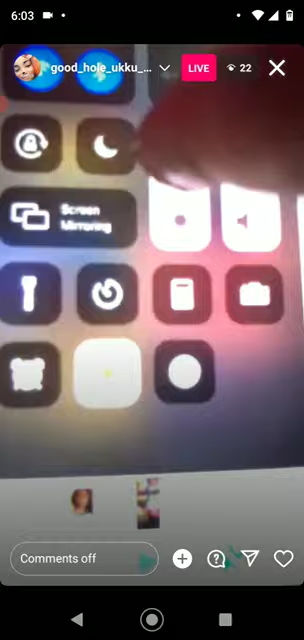 6:03
good_hole_ukku_...
LIVE
22
Screen
Mirroring
Comments off